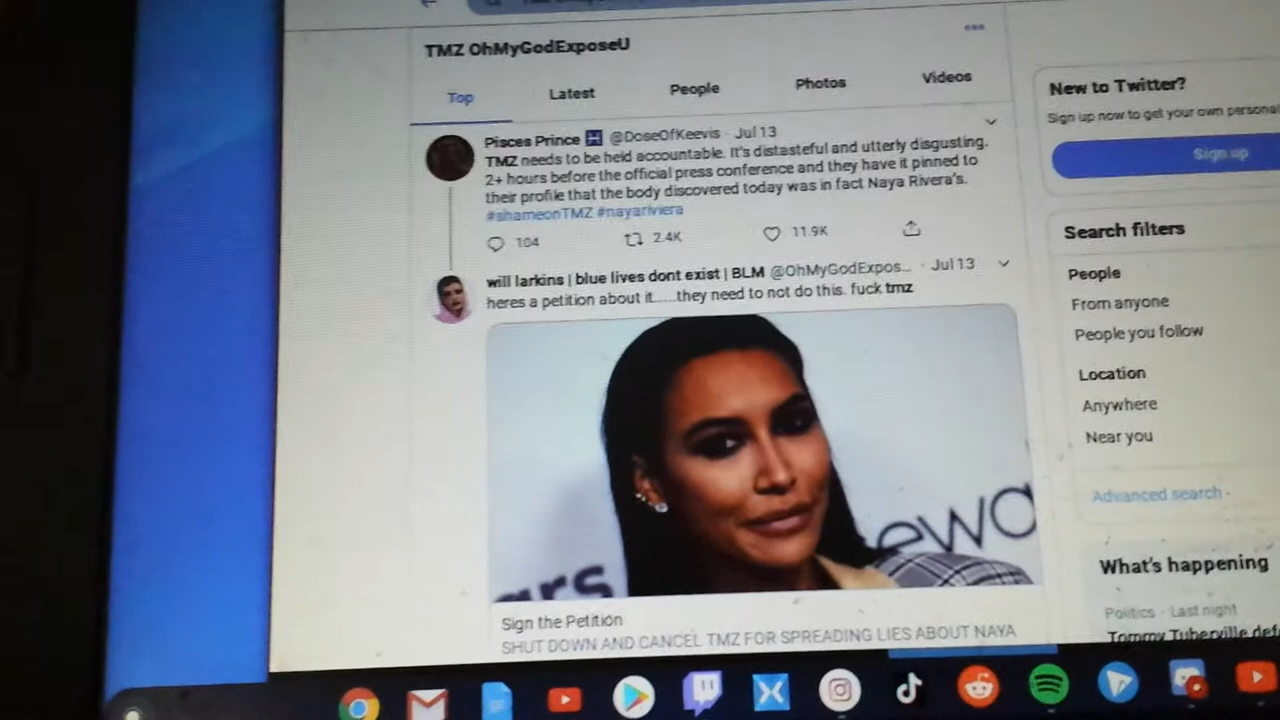 TMZ OhMyGodExposeU
Top
Latest
People
Photos
Videos
Pisces Prince @DoseOfKeevis · Jul 13
TMZ needs to be held accountable. It's distasteful and utterly disgusting.
2+ hours before the official press conference and they have it pinned to
their profile that the body discovered today was in fact Naya Rivera's.
#shameonTMZ #nayariviera
104
2.4K
11.9K
will larkins | blue lives dont exist | BLM @OhMyGodExpos... · Jul 13
heres a petition about it......they need to not do this. fuck tmz
ewa
ars
Sign the Petition
SHUT DOWN AND CANCEL TMZ FOR SPREADING LIES ABOUT NAYA
New to Twitter?
Sign up now to get your own persona
Sign up
Search filters
People
From anyone
People you follow
Location
Anywhere
Near you
Advanced search
What's happening
Politics · Last night
Tommy Tuberville def